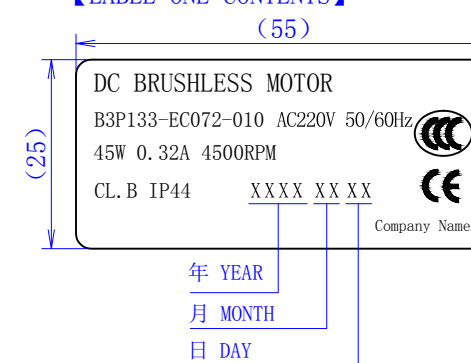 【LABEL ONE CONTENTS】
(55)
(25)
DC BRUSHLESS MOTOR
B3P133-EC072-010 AC220V 50/60Hz
45W 0.32A 4500RPM
CL.B IP44 XXXX XX XX
CCC
CE
Company Name
年 YEAR
月 MONTH
日 DAY